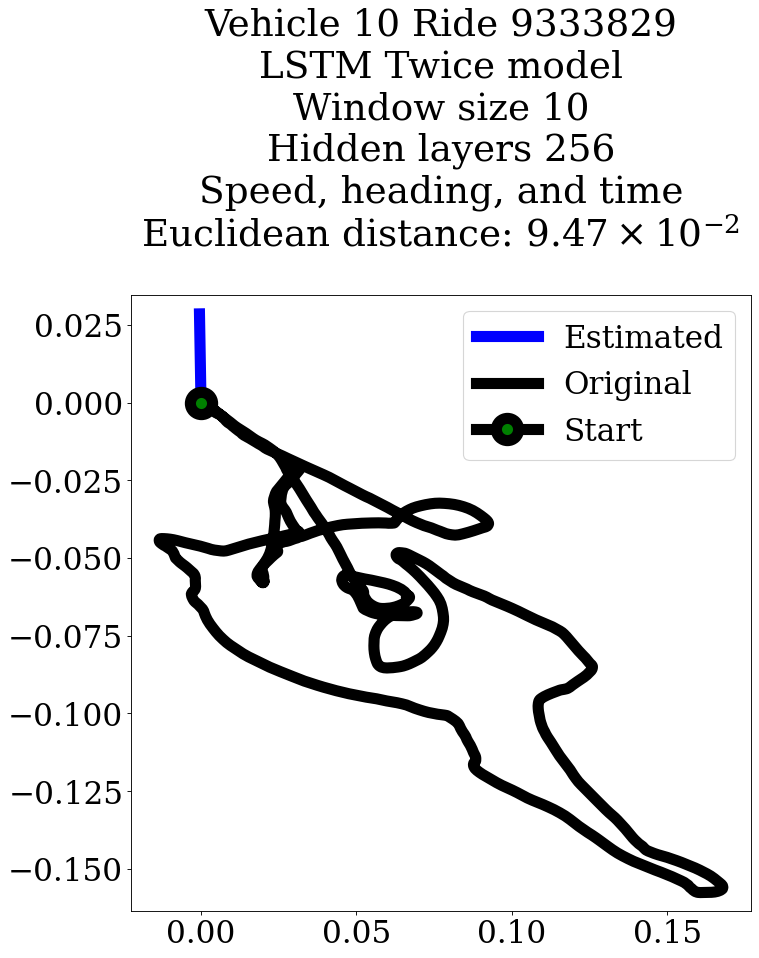 Vehicle 10 Ride 9333829
LSTM Twice model
Window size 10
Hidden layers 256
Speed, heading, and time
Euclidean distance: 9.47 × 10⁻²
Estimated
Original
Start
0.025
0.000
−0.025
−0.050
−0.075
−0.100
−0.125
−0.150
0.00 0.05 0.10 0.15